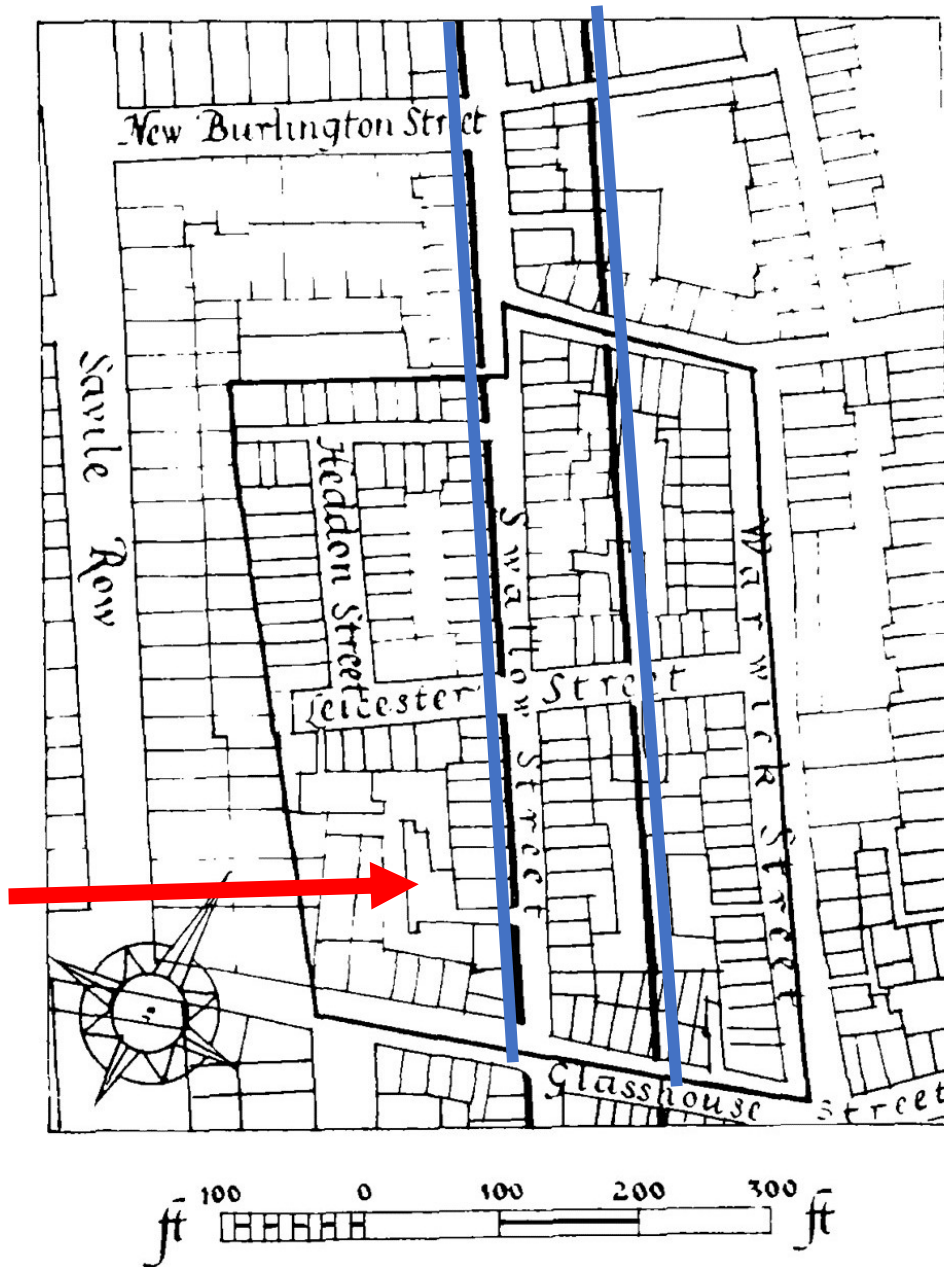 New Burlington Street
Savile Row
Heddon Street
Swallow Street
Warwick Street
Leicester Street
Glasshouse Street
ft 100 0 100 200 300 ft